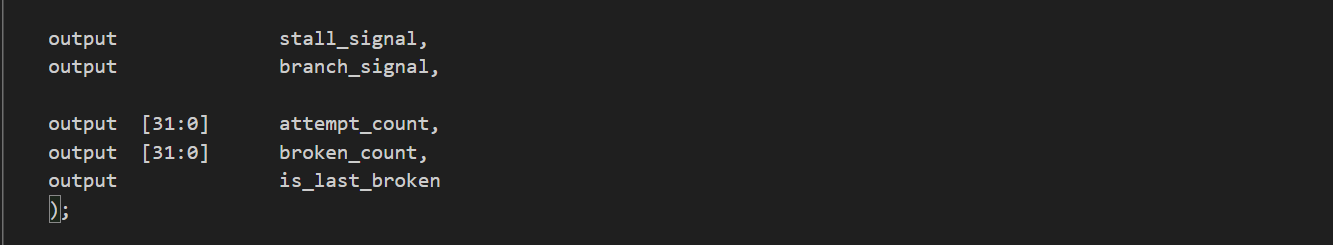 output stall_signal,
output branch_signal,
output [31:0] attempt_count,
output [31:0] broken_count,
output is_last_broken
);